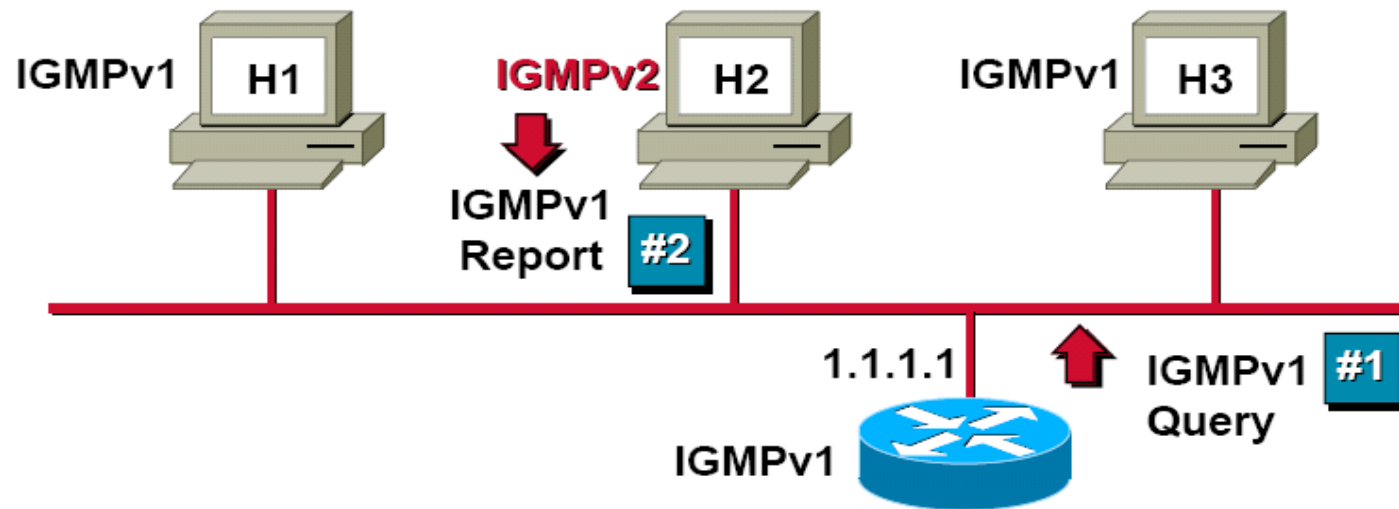 IGMPv1
H1
IGMPv2
H2
IGMPv1
H3
IGMPv1
Report
#2
1.1.1.1
IGMPv1
Query
#1
IGMPv1